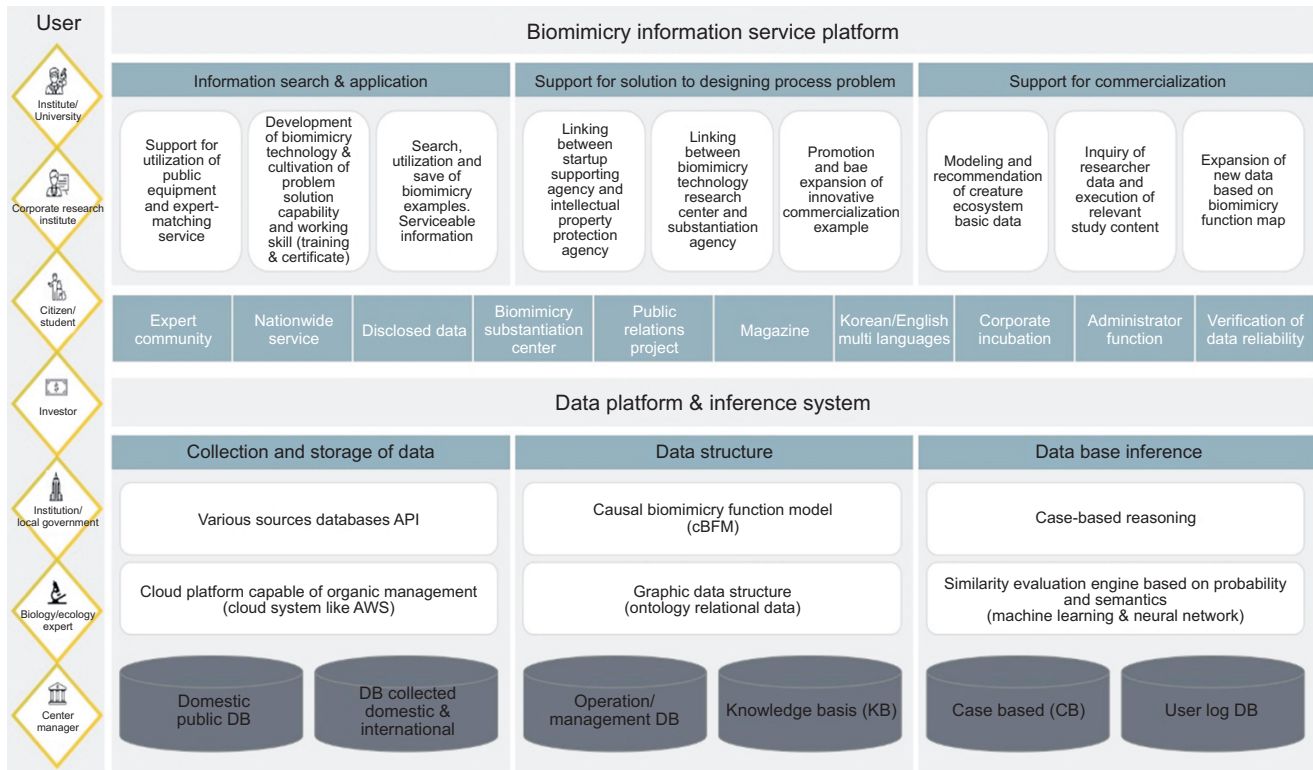 User
Institute/
University
Corporate research
institute
Citizen/
student
Investor
Institution/
local government
Biology/ecology
expert
Center
manager
Biomimicry information service platform
Information search & application
Support for
utilization of
public
equipment
and expert-
matching
service
Development
of biomimicry
technology &
cultivation of
problem
solution
capability
and working
skill (training
& certificate)
Search,
utilization and
save of
biomimicry
examples.
Serviceable
information
Support for solution to designing process problem
Linking
between
startup
supporting
agency and
intellectual
property
protection
agency
Linking
between
biomimicry
technology
research
center and
substantiation
agency
Promotion
and bae
expansion of
innovative
commercialization
example
Support for commercialization
Modeling and
recommendation
of creature
ecosystem
basic data
Inquiry of
researcher
data and
execution of
relevant
study content
Expansion of
new data
based on
biomimicry
function map
Expert
community
Nationwide
service
Disclosed data
Biomimicry
substantiation
center
Public
relations
project
Magazine
Korean/English
multi languages
Corporate
incubation
Administrator
function
Verification of
data reliability
Data platform & inference system
Collection and storage of data
Various sources databases API
Cloud platform capable of organic management
(cloud system like AWS)
Domestic
public DB
DB collected
domestic &
international
Data structure
Causal biomimicry function model
(cBFM)
Graphic data structure
(ontology relational data)
Operation/
management DB
Knowledge basis (KB)
Data base inference
Case-based reasoning
Similarity evaluation engine based on probability
and semantics
(machine learning & neural network)
Case based (CB)
User log DB